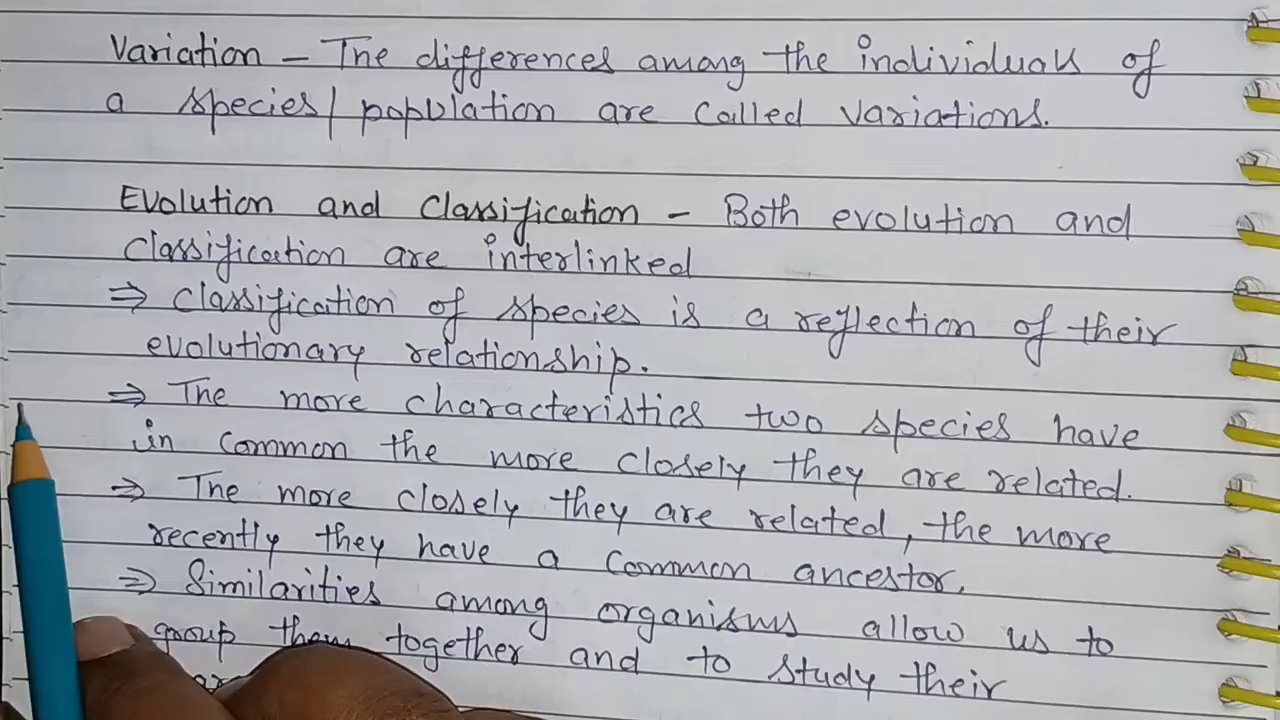 Variation – The differences among the individuals of
a species/population are called variations.
Evolution and classification – Both evolution and
classification are interlinked
⇒ classification of species is a reflection of their
evolutionary relationship.
⇒ The more characteristics two species have
in common the more closely they are related.
⇒ The more closely they are related, the more
recently they have a common ancestor.
⇒ Similarities among organisms allow us to
group them together and to study their